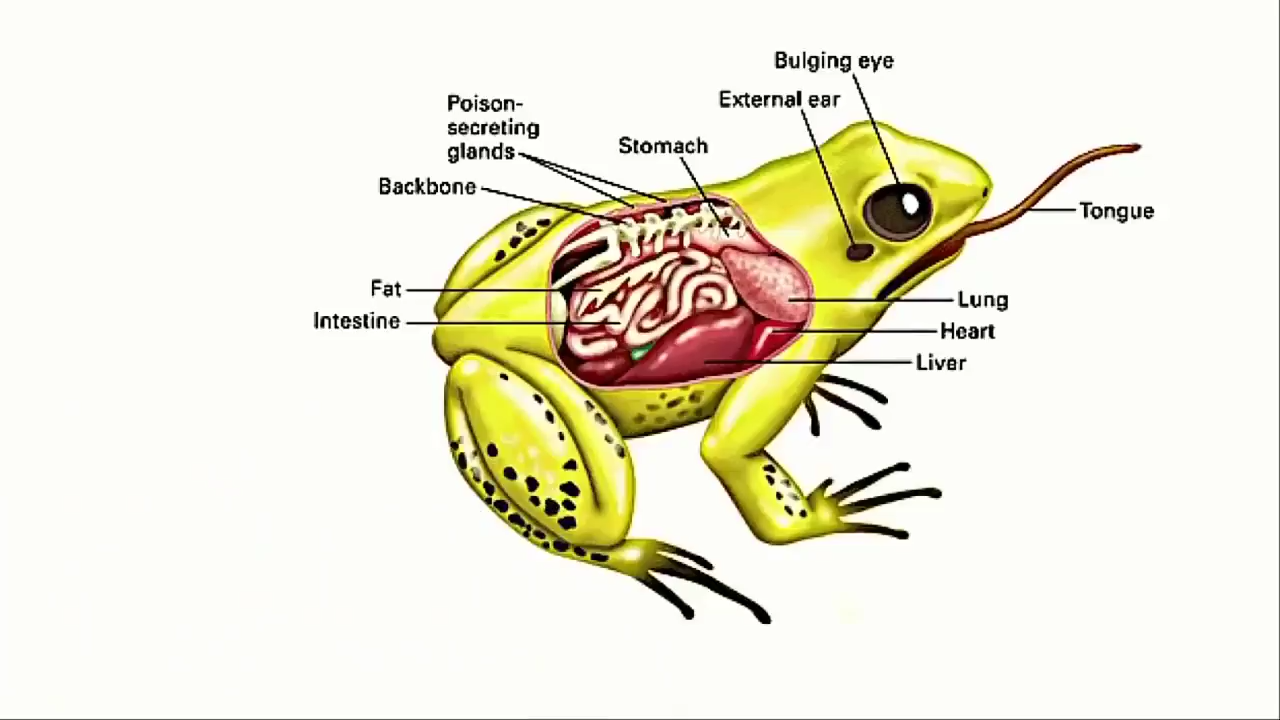 Bulging eye
External ear
Poison-
secreting
glands
Stomach
Backbone
Tongue
Fat
Lung
Intestine
Heart
Liver